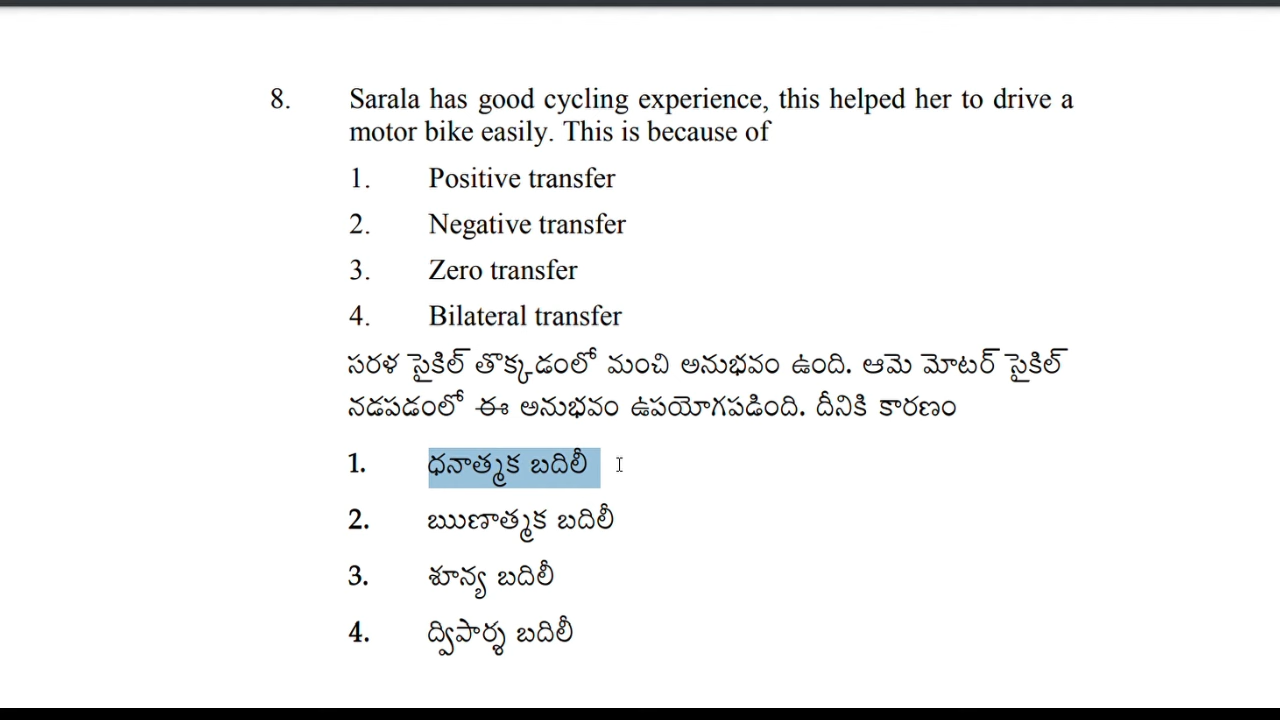 8. Sarala has good cycling experience, this helped her to drive a
motor bike easily. This is because of
1. Positive transfer
2. Negative transfer
3. Zero transfer
4. Bilateral transfer
సరళ సైకిల్ తొక్కడంలో మంచి అనుభవం ఉంది. ఆమె మోటర్ సైకిల్
నడపడంలో ఈ అనుభవం ఉపయోగపడింది. దీనికి కారణం
1. ధనాత్మక బదిలీ
2. ఋణాత్మక బదిలీ
3. శూన్య బదిలీ
4. ద్విపార్శ బదిలీ